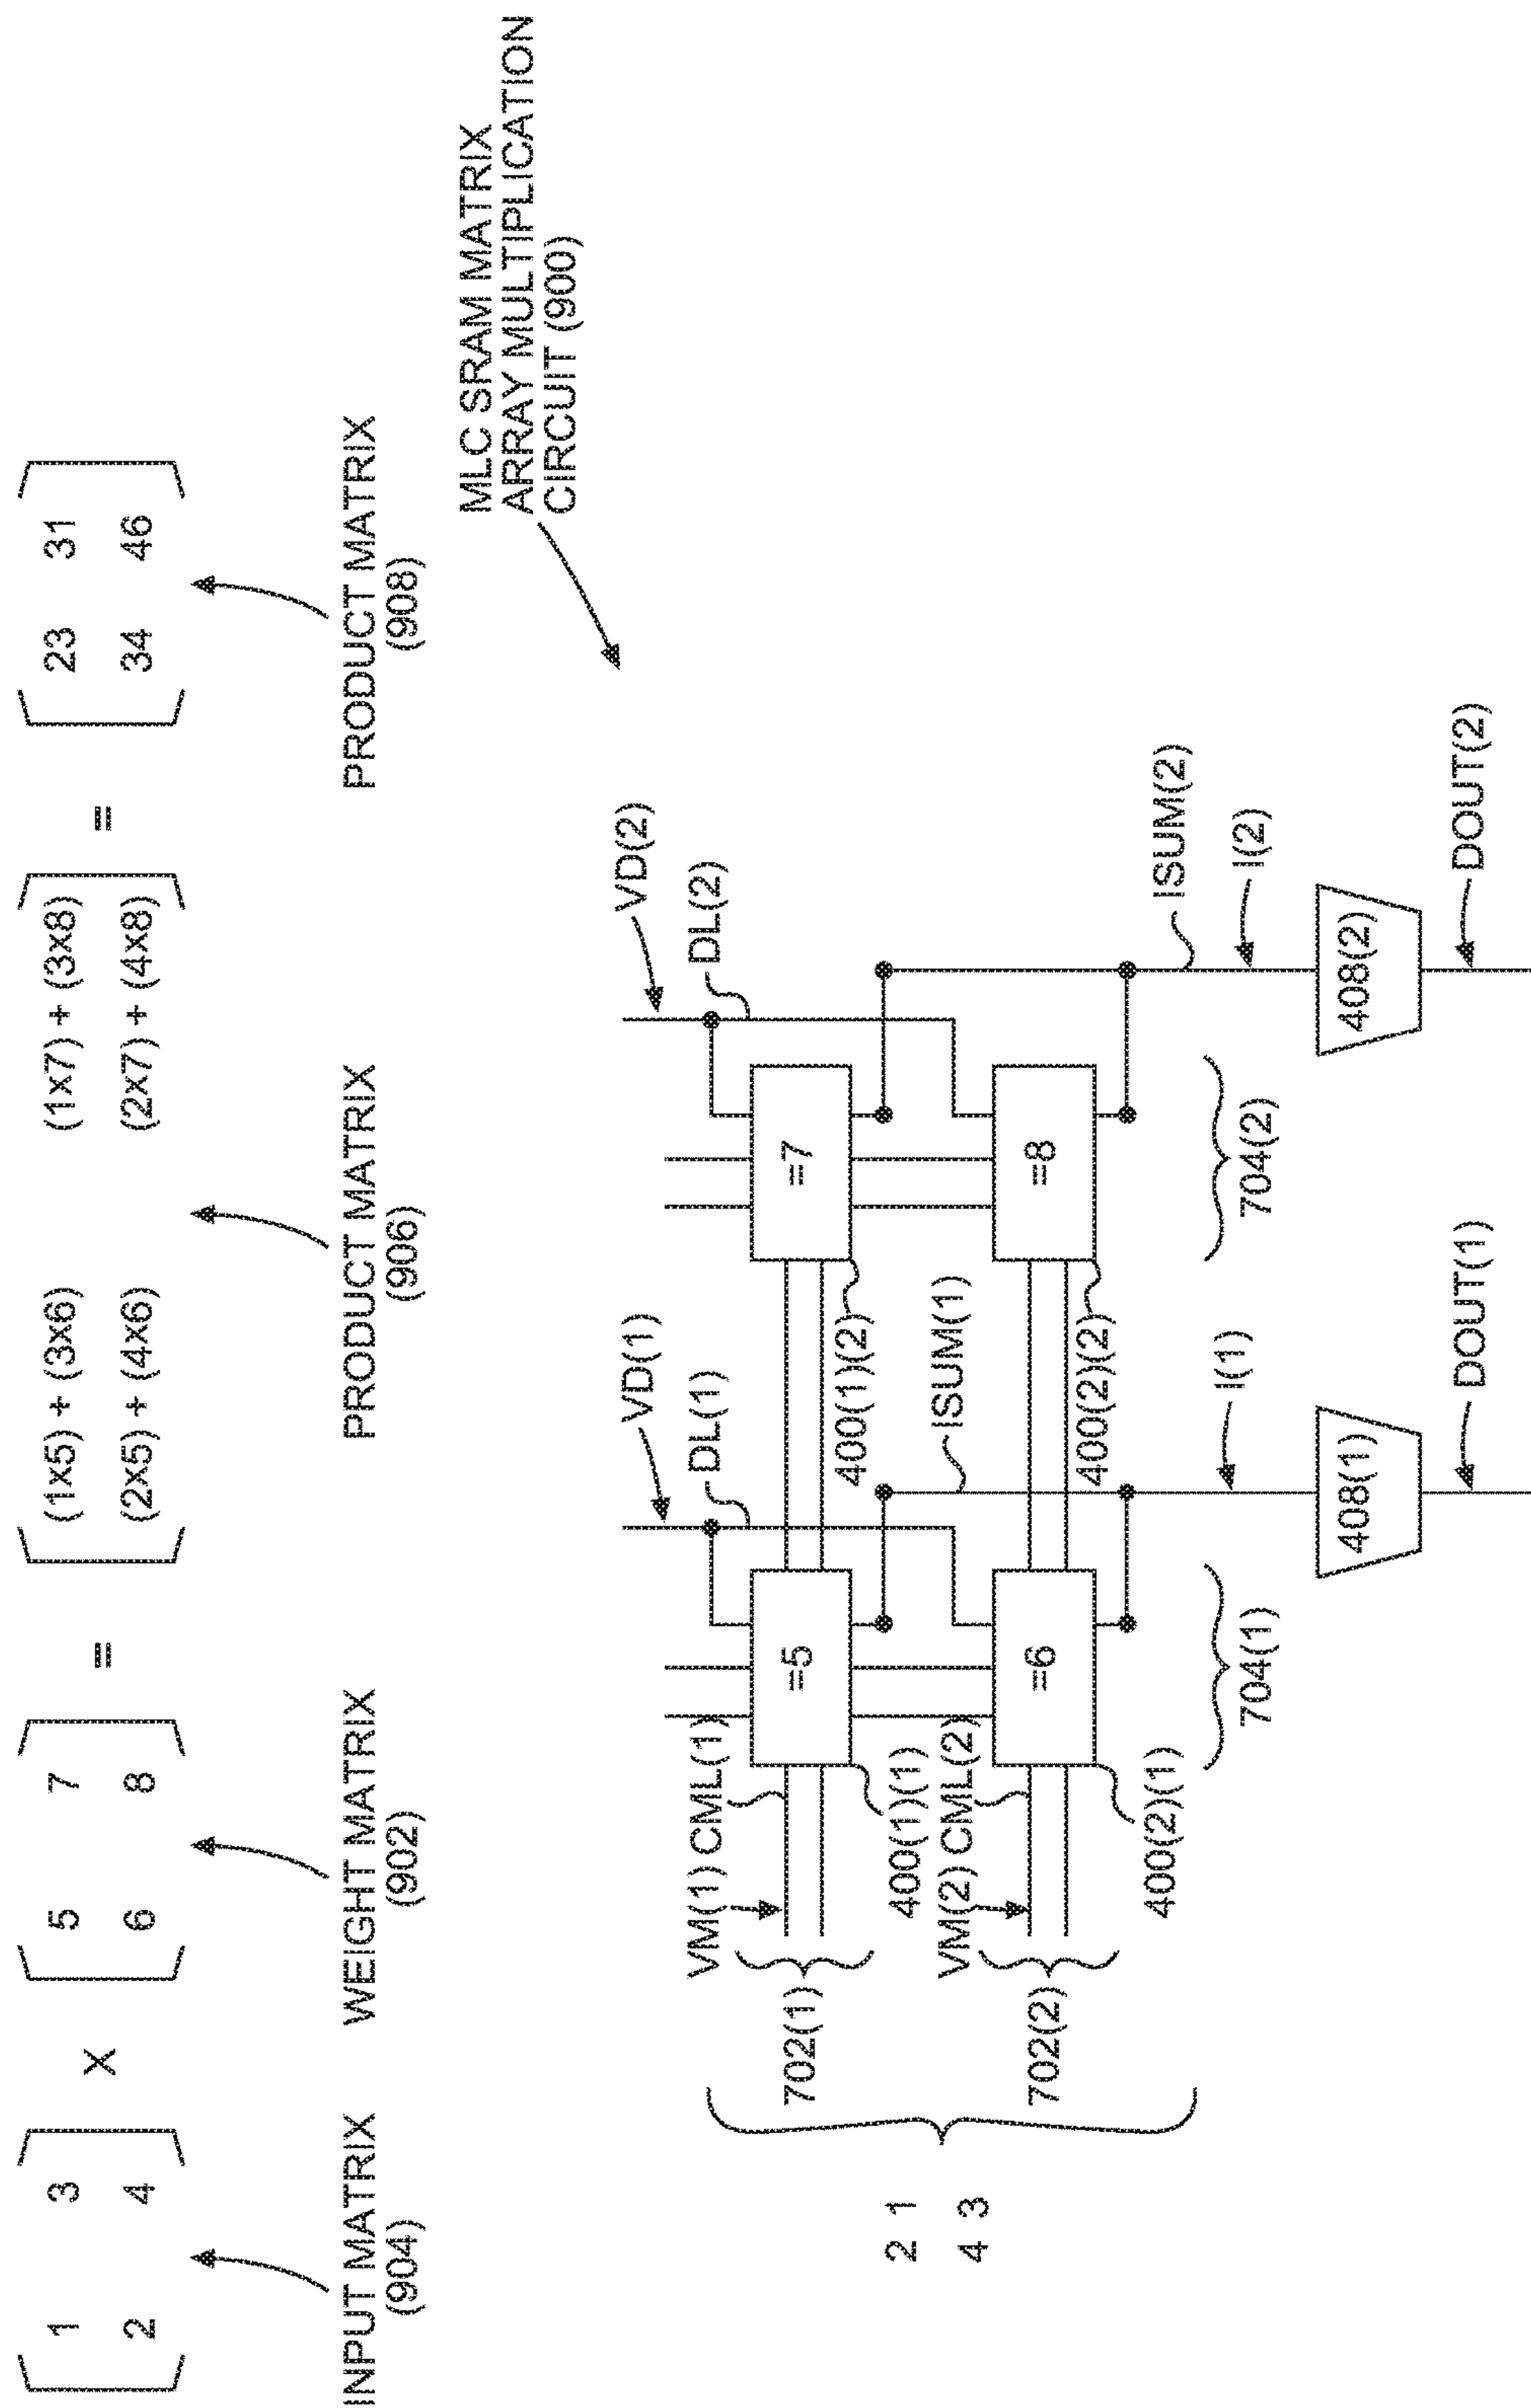 1 3 X 5 7 = (1x5) + (3x6) (1x7) + (3x8) = 23 31
2 4 6 8 (2x5) + (4x6) (2x7) + (4x8) 34 46
INPUT MATRIX
(904)
WEIGHT MATRIX
(902)
PRODUCT MATRIX
(906)
PRODUCT MATRIX
(908)
MLC SRAM MATRIX
ARRAY MULTIPLICATION
CIRCUIT (900)
VD(1)
VD(2)
DL(1)
DL(2)
VM(1) CML(1)
702(1)
=5
=7
400(1)(1)
400(1)(2)
2 1
4 3
ISUM(1)
VM(2) CML(2)
702(2)
=6
=8
400(2)(1)
400(2)(2)
ISUM(2)
704(1)
704(2)
I(1)
I(2)
408(1)
408(2)
DOUT(1)
DOUT(2)